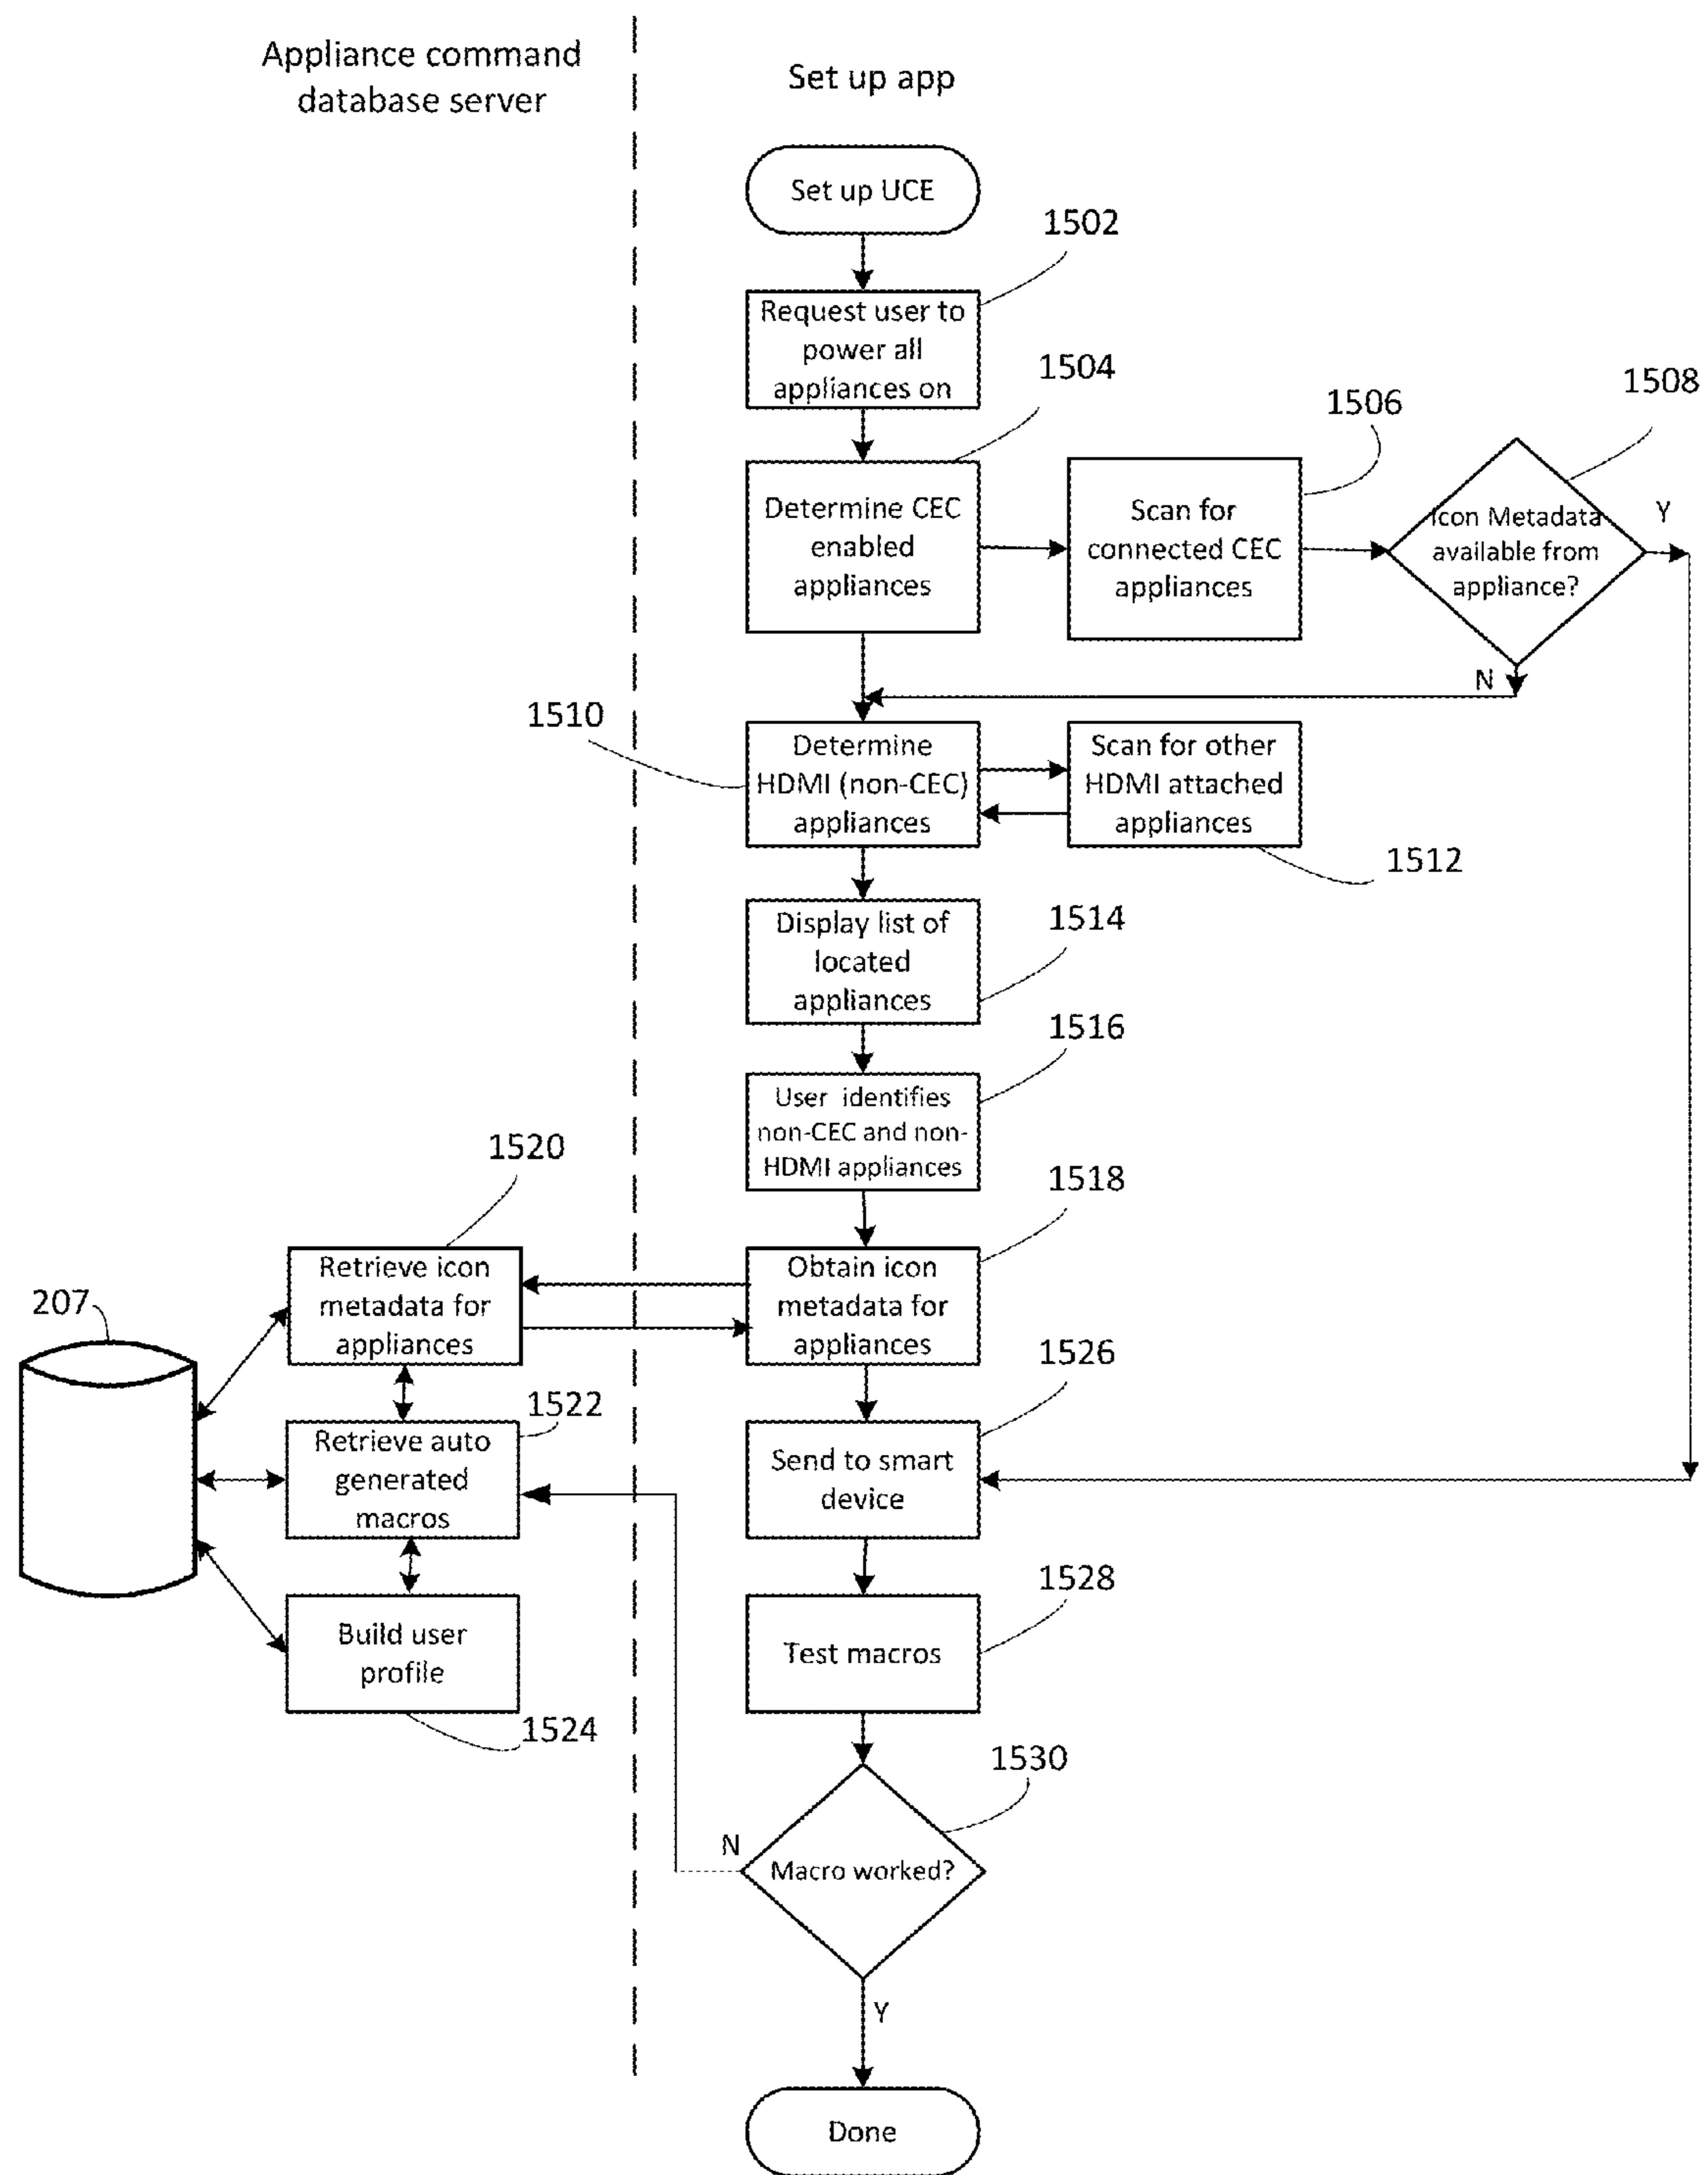 Appliance command
database server
Set up app
Set up UCE
1502
Request user to
power all
appliances on
1504
Determine CEC
enabled
appliances
1506
Scan for
connected CEC
appliances
1508
Icon Metadata
available from
appliance?
Y
N
1510
Determine
HDMI (non-CEC)
appliances
Scan for other
HDMI attached
appliances
1512
Display list of
located
appliances
1514
1516
User identifies
non-CEC and non-
HDMI appliances
1518
Obtain icon
metadata for
appliances
1520
Retrieve icon
metadata for
appliances
207
1522
Retrieve auto
generated
macros
1526
Send to smart
device
Build user
profile
1524
1528
Test macros
1530
Macro worked?
N
Y
Done